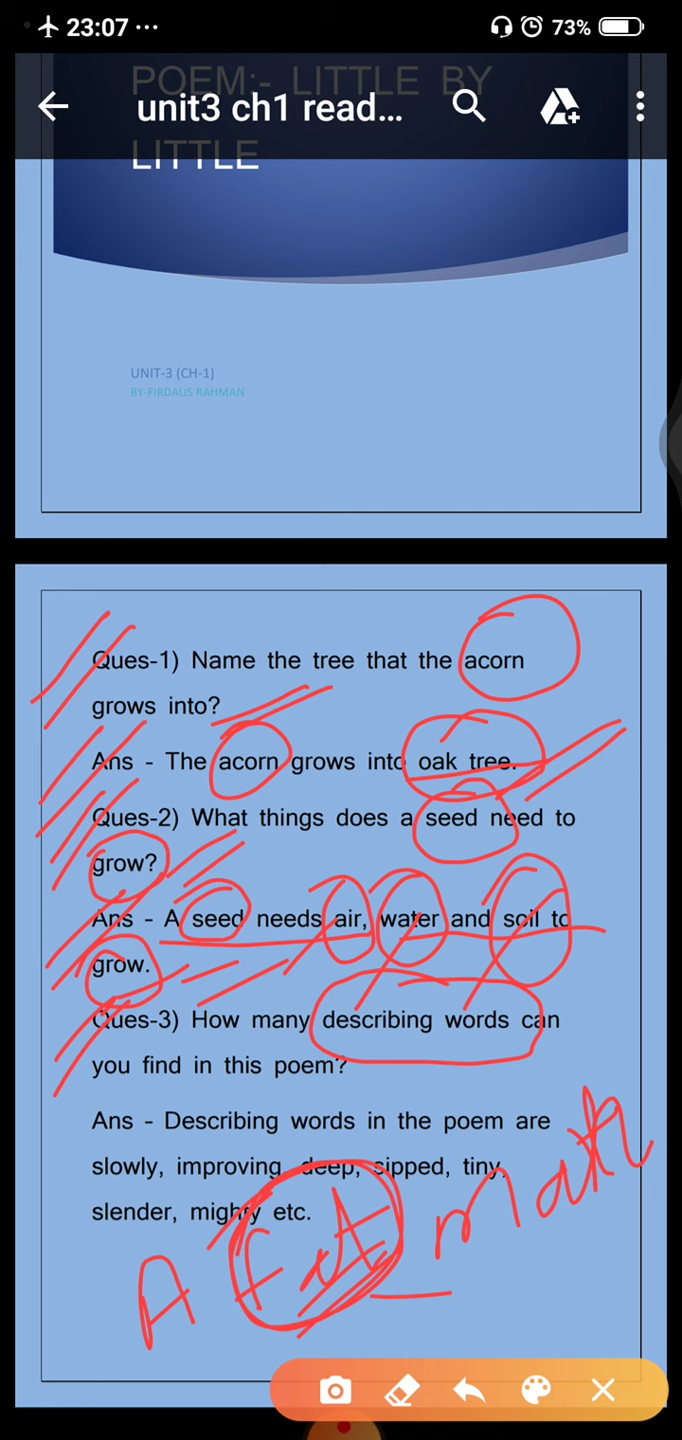 23:07 ...
73%
POEM:- LITTLE BY
unit3 ch1 read...
LITTLE
UNIT-3 (CH-1)
BY-FIRDAUS RAHMAN
Ques-1) Name the tree that the acorn
grows into?
Ans - The acorn grows into oak tree.
Ques-2) What things does a seed need to
grow?
Ans - A seed needs air, water and soil to
grow.
Ques-3) How many describing words can
you find in this poem?
Ans - Describing words in the poem are
slowly, improving, deep, sipped, tiny,
slender, mighty etc.